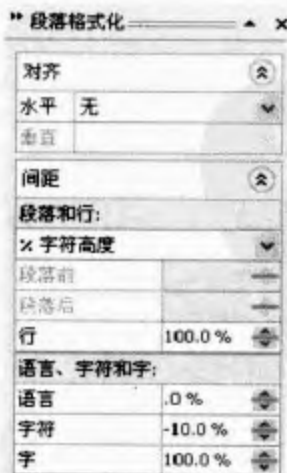 段落格式化
对齐
水平 无
垂直
间距
段落和行:
% 字符高度
段落前
段落后
行 100.0 %
语言、字符和字:
语言 .0 %
字符 -10.0 %
字 100.0 %